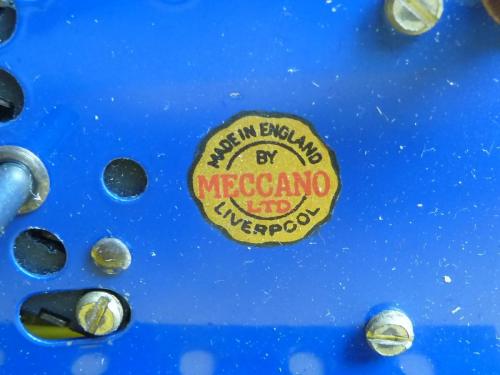 MADE IN ENGLAND
BY
MECCANO
LTD
LIVERPOOL